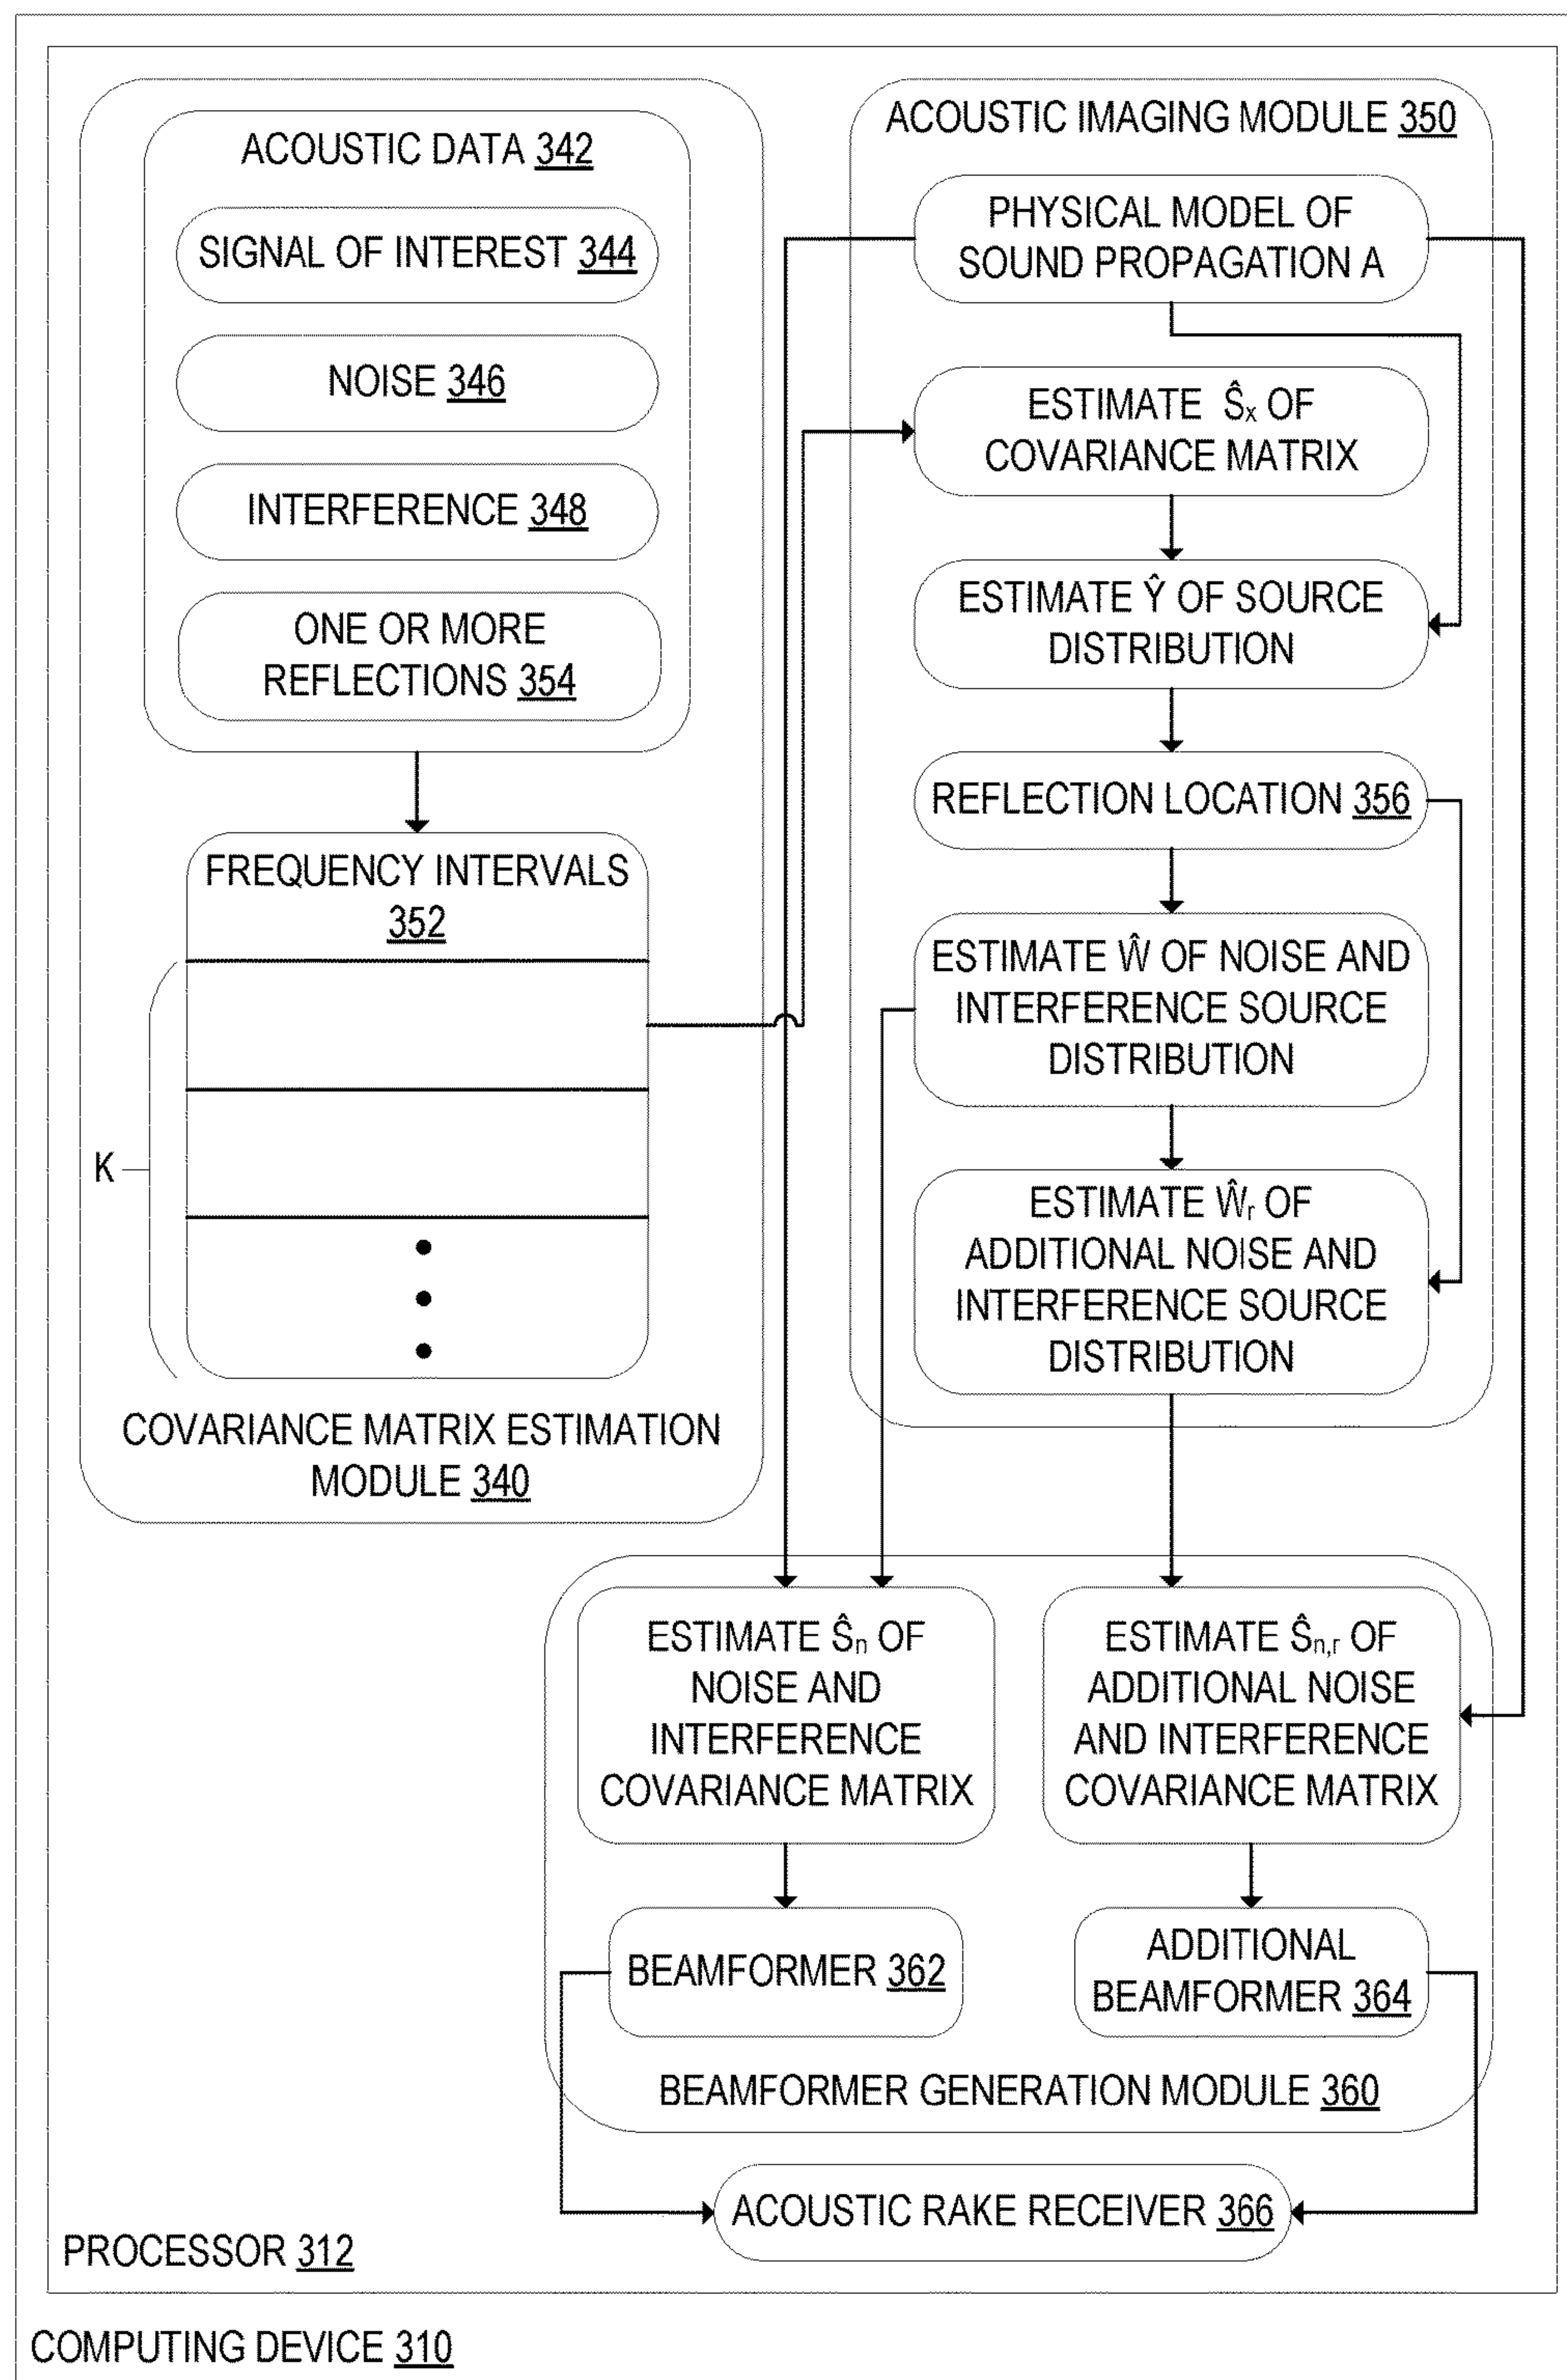 ACOUSTIC DATA 342
SIGNAL OF INTEREST 344
NOISE 346
INTERFERENCE 348
ONE OR MORE
REFLECTIONS 354
FREQUENCY INTERVALS
352
K
COVARIANCE MATRIX ESTIMATION
MODULE 340
ACOUSTIC IMAGING MODULE 350
PHYSICAL MODEL OF
SOUND PROPAGATION A
ESTIMATE Ŝx OF
COVARIANCE MATRIX
ESTIMATE Ŷ OF SOURCE
DISTRIBUTION
REFLECTION LOCATION 356
ESTIMATE Ŵ OF NOISE AND
INTERFERENCE SOURCE
DISTRIBUTION
ESTIMATE Ŵr OF
ADDITIONAL NOISE AND
INTERFERENCE SOURCE
DISTRIBUTION
ESTIMATE Ŝn OF
NOISE AND
INTERFERENCE
COVARIANCE MATRIX
ESTIMATE Ŝn,r OF
ADDITIONAL NOISE
AND INTERFERENCE
COVARIANCE MATRIX
BEAMFORMER 362
ADDITIONAL
BEAMFORMER 364
BEAMFORMER GENERATION MODULE 360
ACOUSTIC RAKE RECEIVER 366
PROCESSOR 312
COMPUTING DEVICE 310